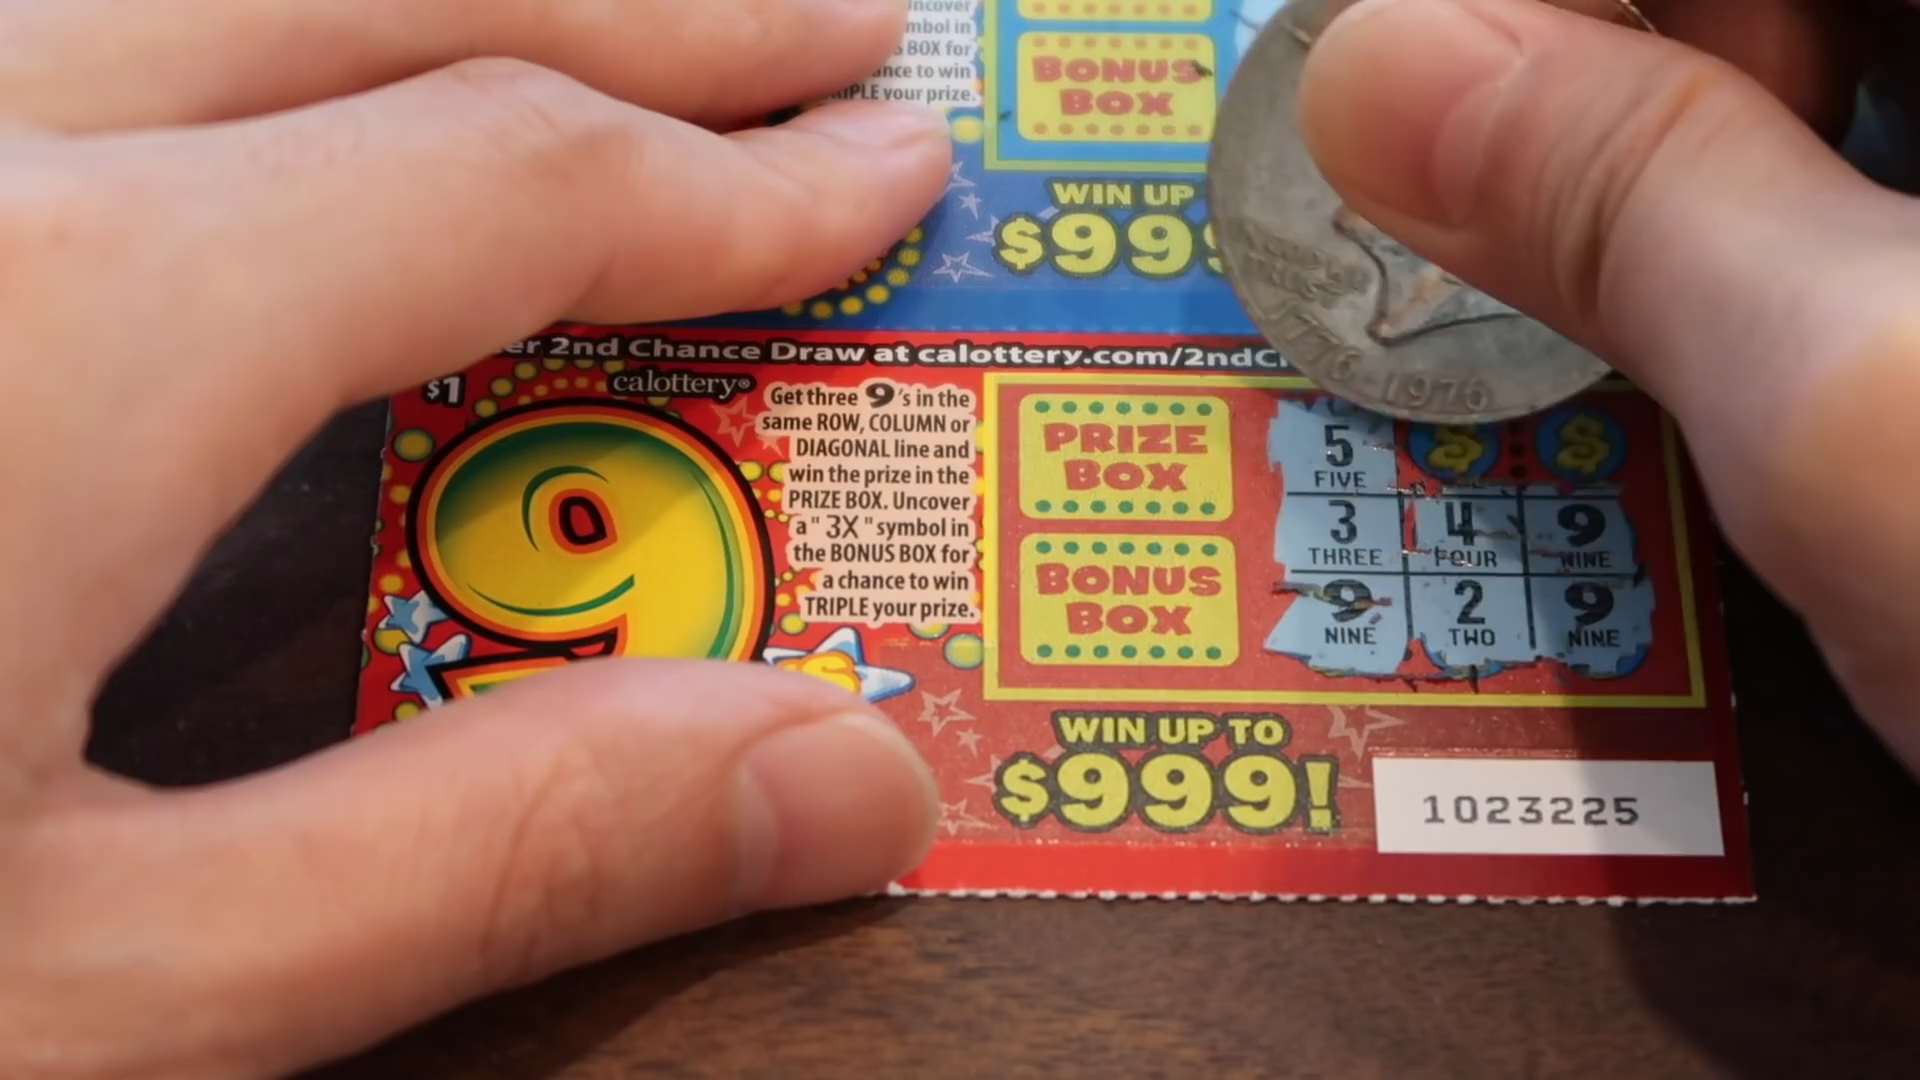 Uncover
mbol in
S BOX for
ance to win
TRIPLE your prize.
BONUS
BOX
WIN UP
$999
1776-1976
er 2nd Chance Draw at calottery.com/2ndC
$1
calottery®
Get three 9's in the
same ROW, COLUMN or
DIAGONAL line and
win the prize in the
PRIZE BOX. Uncover
a " 3X " symbol in
the BONUS BOX for
a chance to win
TRIPLE your prize.
9
PRIZE
BOX
BONUS
BOX
5
FIVE
$ $
3 4 9
THREE FOUR NINE
9 2 9
NINE TWO NINE
WIN UP TO
$999!
1023225